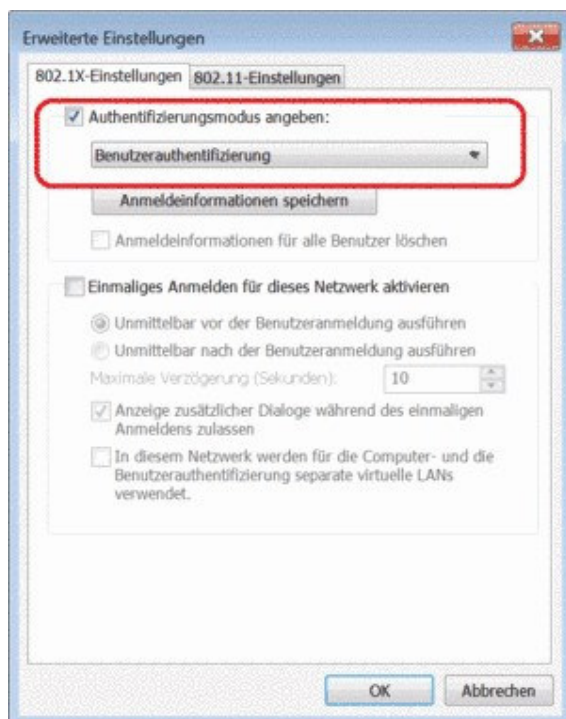 Erweiterte Einstellungen
802.1X-Einstellungen 802.11-Einstellungen
Authentifizierungsmodus angeben:
Benutzerauthentifizierung
Anmeldeinformationen speichern
Anmeldeinformationen für alle Benutzer löschen
Einmaliges Anmelden für dieses Netzwerk aktivieren
Unmittelbar vor der Benutzeranmeldung ausführen
Unmittelbar nach der Benutzeranmeldung ausführen
Maximale Verzögerung (Sekunden): 10
Anzeige zusätzlicher Dialoge während des einmaligen
Anmeldens zulassen
In diesem Netzwerk werden für die Computer- und die
Benutzerauthentifizierung separate virtuelle LANs
verwendet.
OK Abbrechen